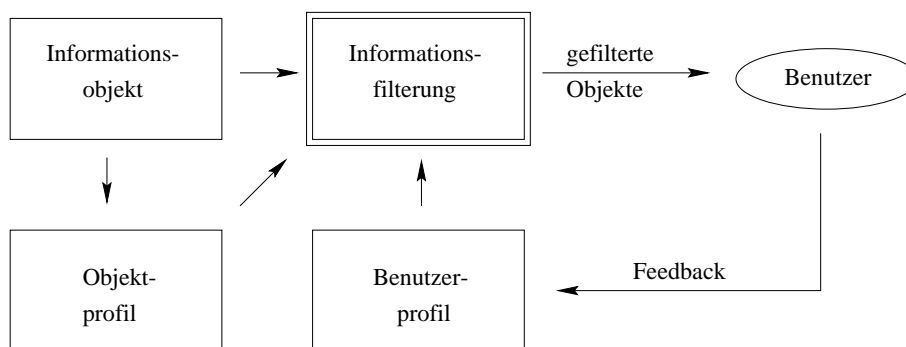 Informations-
objekt
Informations-
filterung
gefilterte
Objekte
Benutzer
Objekt-
profil
Benutzer-
profil
Feedback